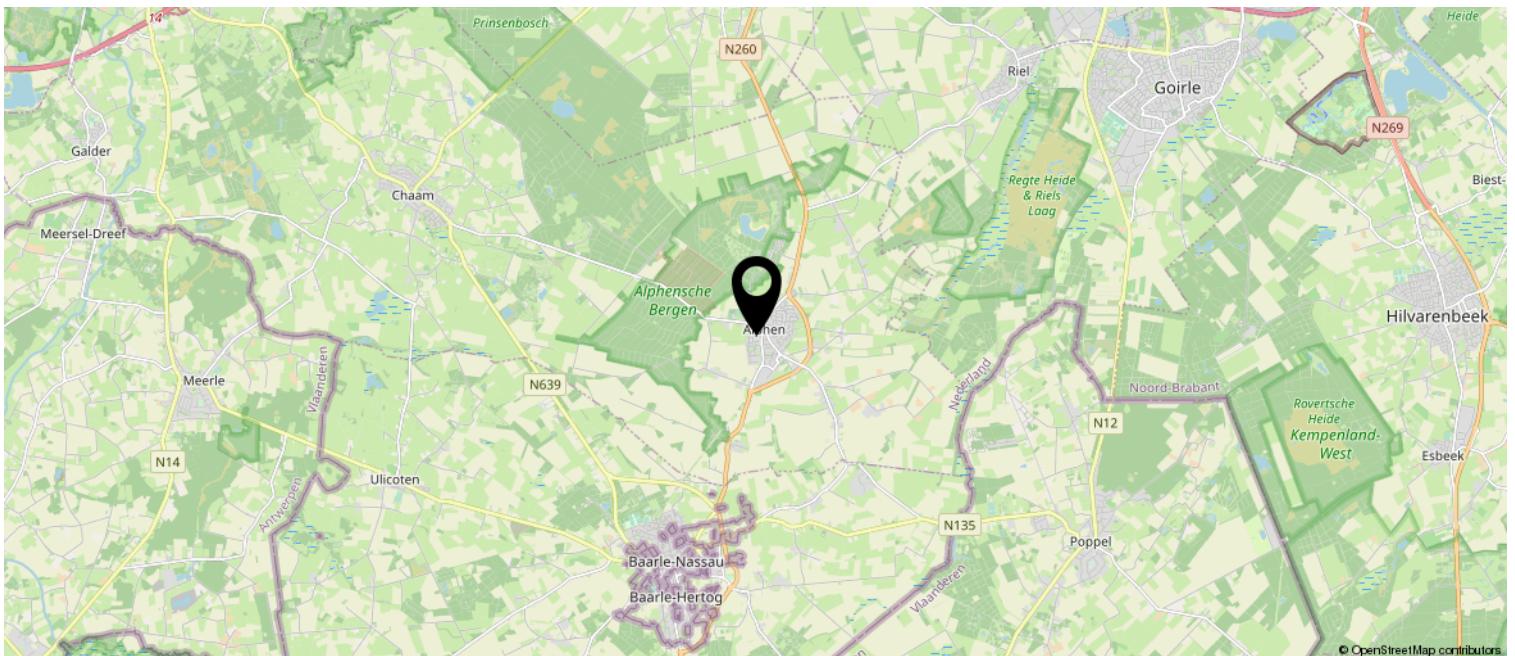 14
Prinsenbosch
Heide
N260
Riel
Goirle
N269
Galder
Chaam
Regte Heide
& Riels
Laag
Biest-
Meersel-Dreef
Alphensche
Bergen
Hilvarenbeek
Vlaanderen
Meerle
N639
Nederland
Noord-Brabant
N12
Rovertsche
Heide
Kempenland-
West
N14
Ulicoten
Esbeek
Antwerpen
N135
Poppel
Baarle-Nassau
Baarle-Hertog
Vlaanderen
© OpenStreetMap contributors